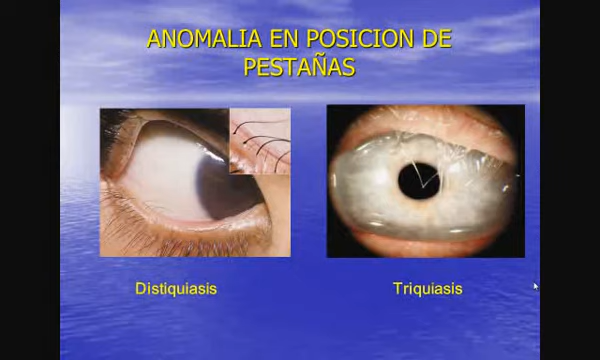 ANOMALIA EN POSICION DE
PESTAÑAS
Distiquiasis
Triquiasis